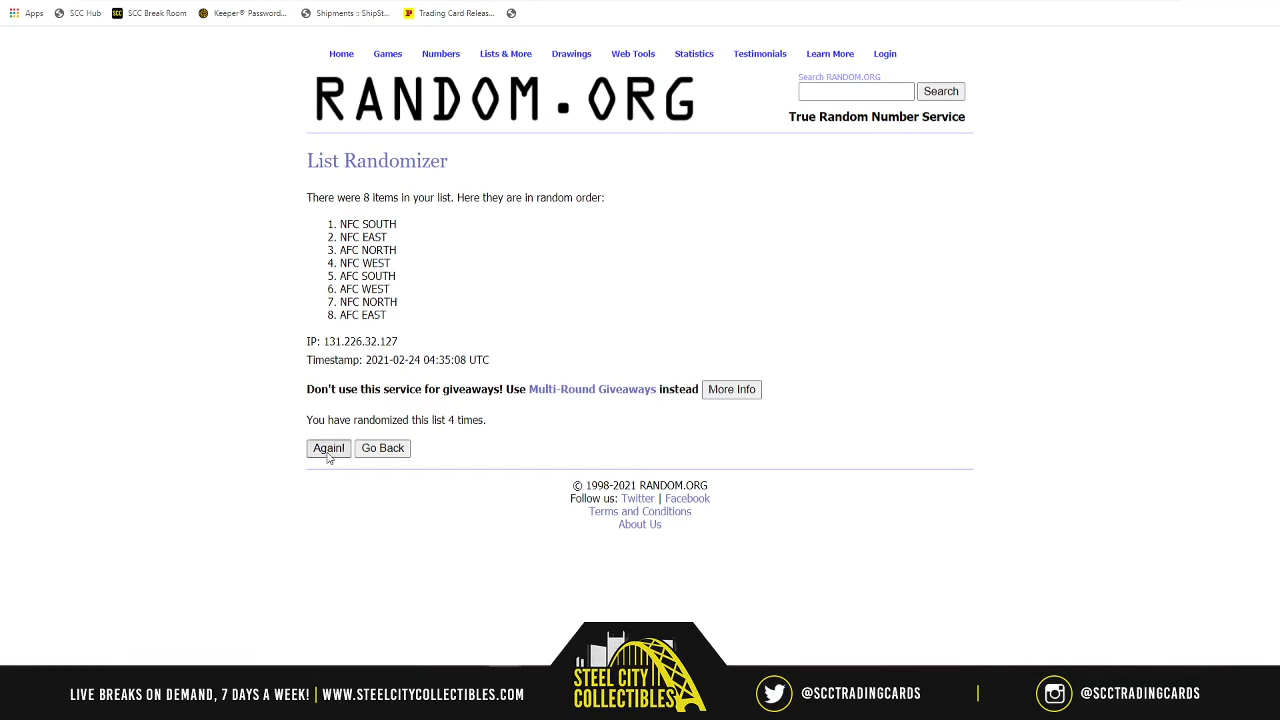 Apps SCC Hub SCC Break Room Keeper® Password... Shipments :: ShipSt... Trading Card Releas...
Home Games Numbers Lists & More Drawings Web Tools Statistics Testimonials Learn More Login
RANDOM.ORG
Search RANDOM.ORG
Search
True Random Number Service
List Randomizer
There were 8 items in your list. Here they are in random order:
1. NFC SOUTH
2. NFC EAST
3. AFC NORTH
4. NFC WEST
5. AFC SOUTH
6. AFC WEST
7. NFC NORTH
8. AFC EAST
IP: 131.226.32.127
Timestamp: 2021-02-24 04:35:08 UTC
Don't use this service for giveaways! Use Multi-Round Giveaways instead More Info
You have randomized this list 4 times.
Again! Go Back
© 1998-2021 RANDOM.ORG
Follow us: Twitter | Facebook
Terms and Conditions
About Us
LIVE BREAKS ON DEMAND, 7 DAYS A WEEK! | WWW.STEELCITYCOLLECTIBLES.COM
STEEL CITY
COLLECTIBLES
@SCCTRADINGCARDS | @SCCTRADINGCARDS